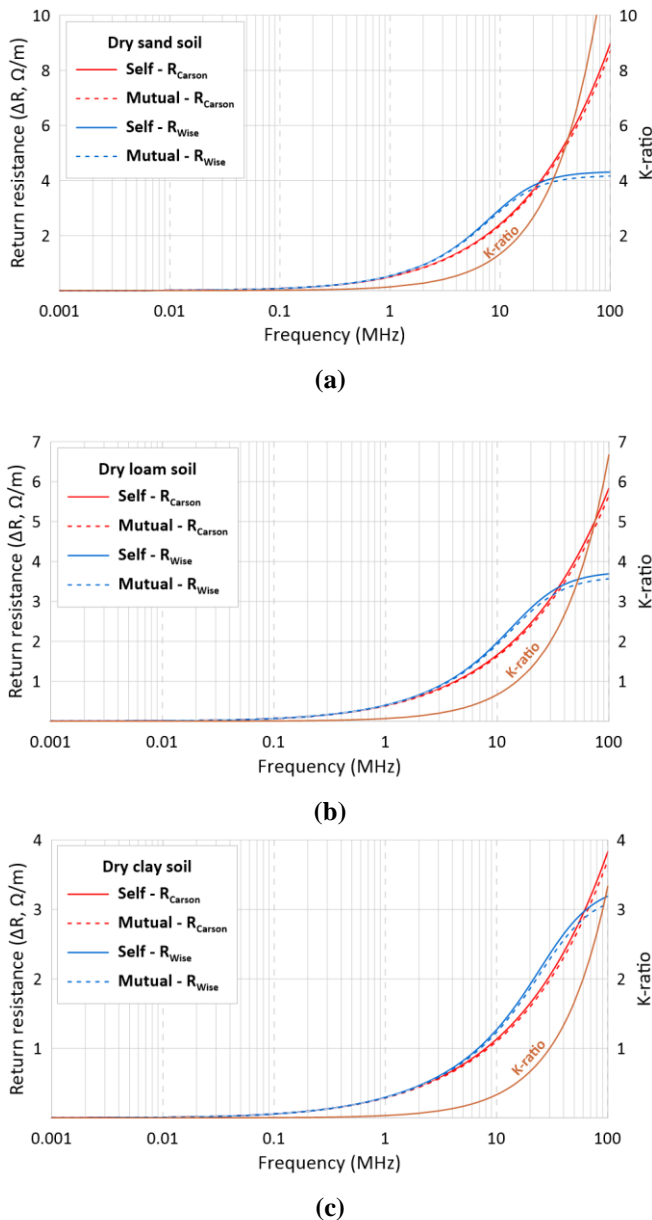 Return resistance (ΔR, Ω/m)
10
8
6
4
2
Dry sand soil
Self - R_Carson
Mutual - R_Carson
Self - R_Wise
Mutual - R_Wise
K-ratio
10
8
6
4
2
K-ratio
0.001 0.01 0.1 1 10 100
Frequency (MHz)
(a)
Return resistance (ΔR, Ω/m)
7
6
5
4
3
2
1
Dry loam soil
Self - R_Carson
Mutual - R_Carson
Self - R_Wise
Mutual - R_Wise
K-ratio
7
6
5
4
3
2
1
K-ratio
0.001 0.01 0.1 1 10 100
Frequency (MHz)
(b)
Return resistance (ΔR, Ω/m)
4
3
2
1
Dry clay soil
Self - R_Carson
Mutual - R_Carson
Self - R_Wise
Mutual - R_Wise
K-ratio
4
3
2
1
K-ratio
0.001 0.01 0.1 1 10 100
Frequency (MHz)
(c)